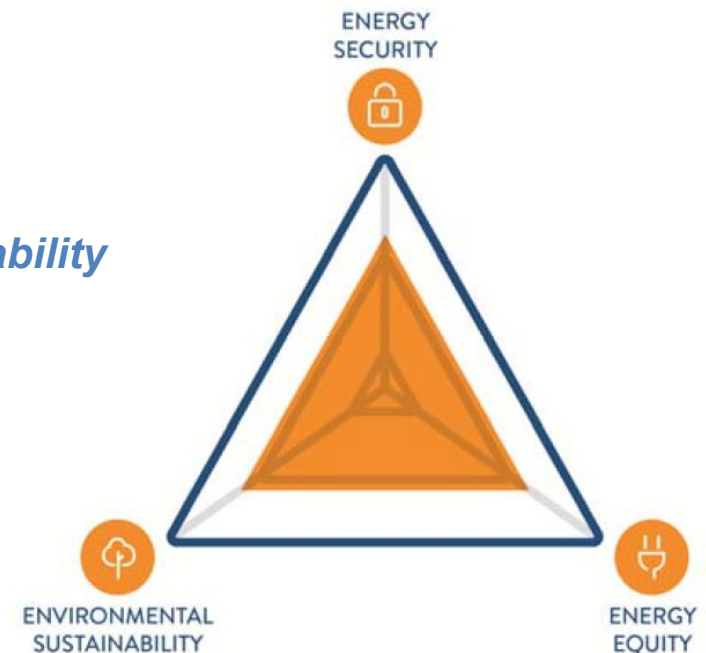 ENERGY
SECURITY
ability
ENVIRONMENTAL
SUSTAINABILITY
ENERGY
EQUITY